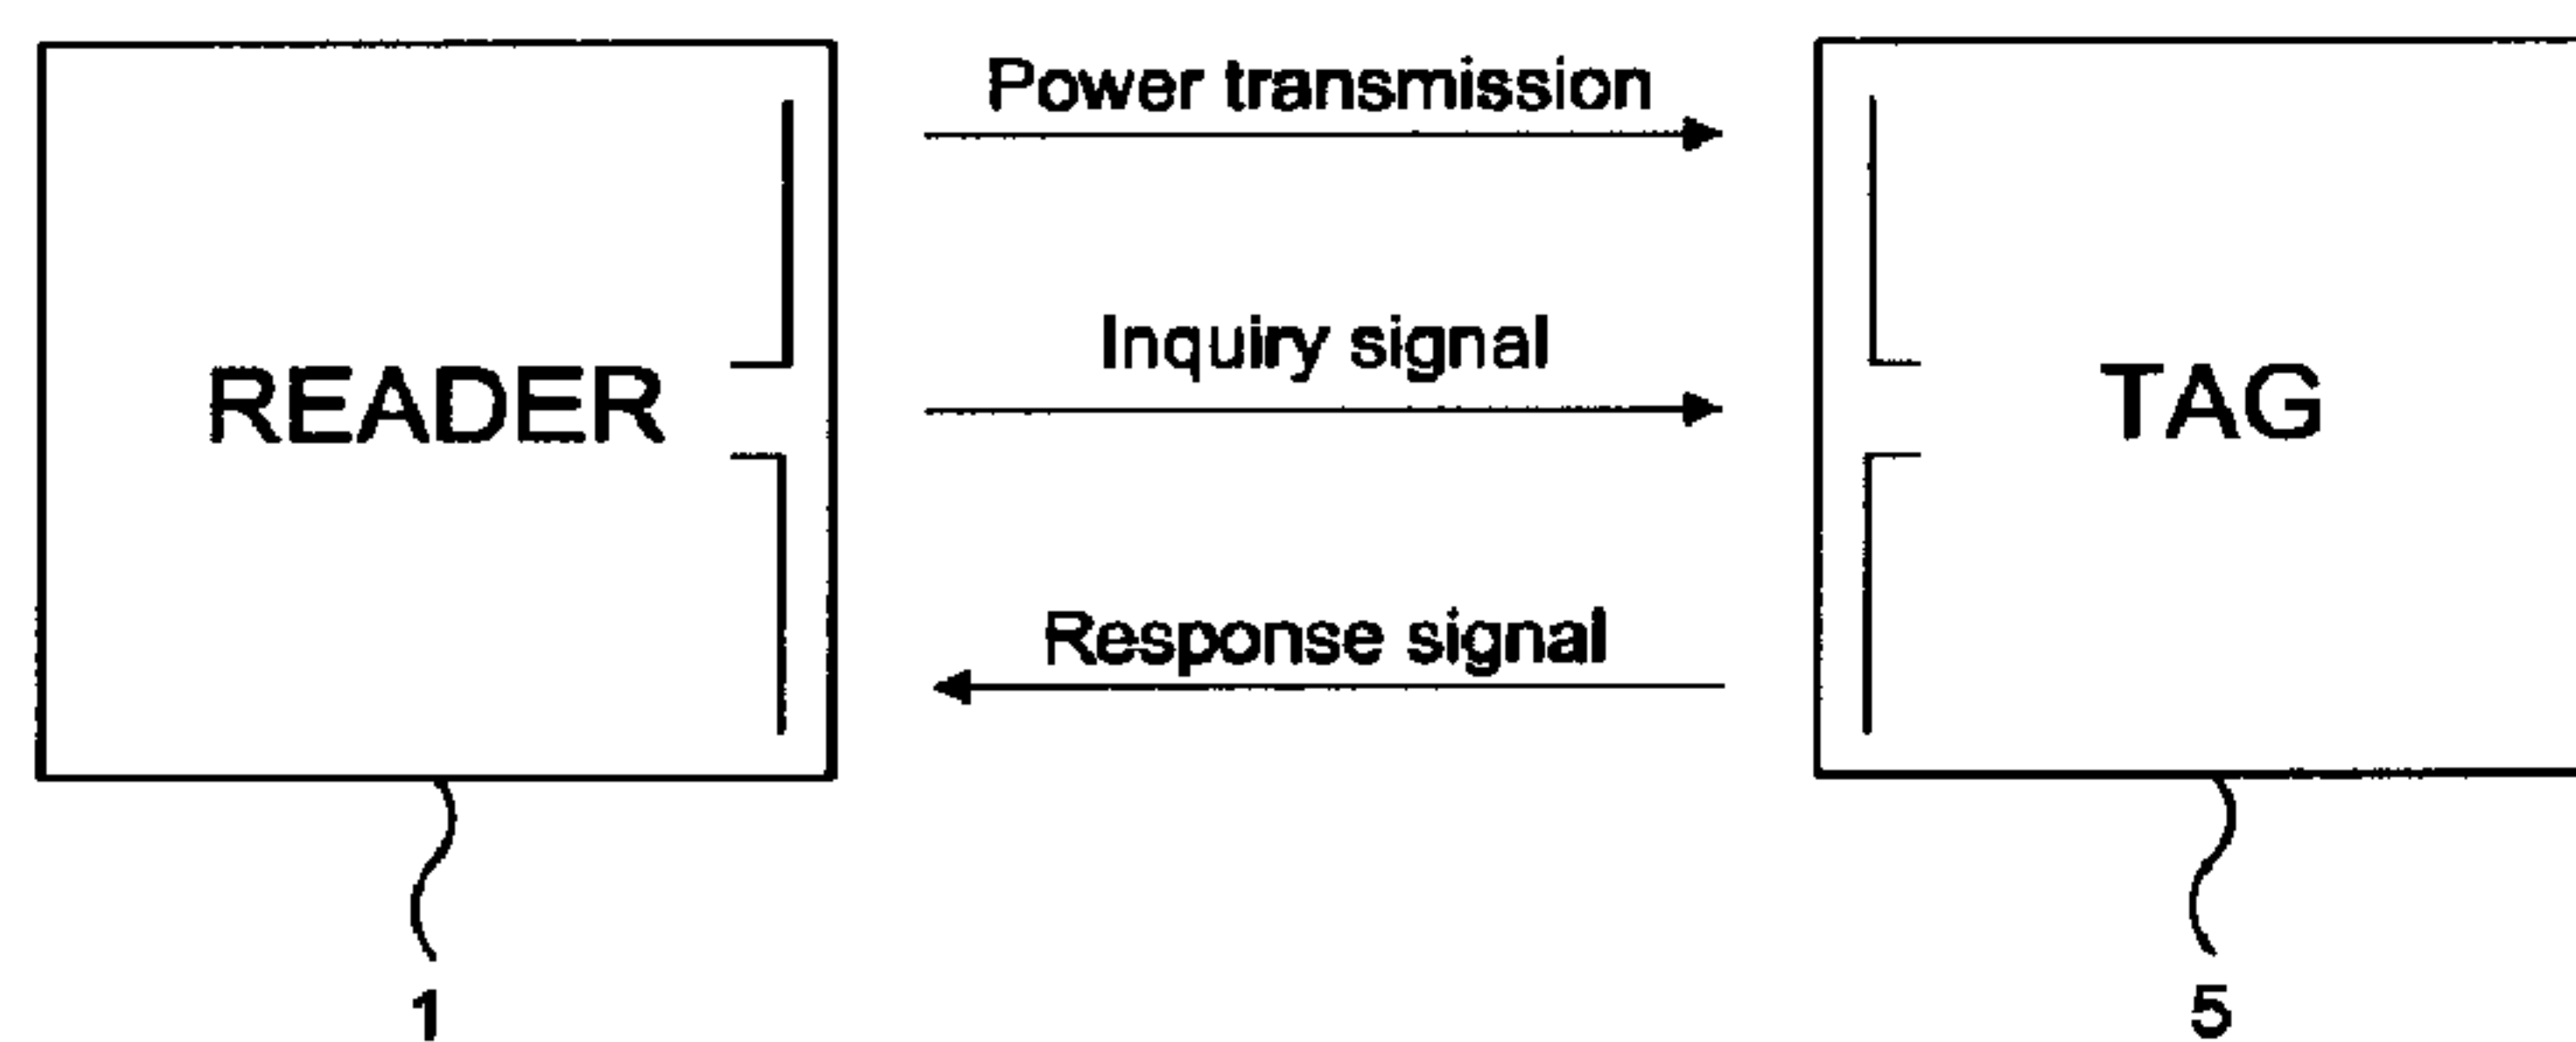 Power transmission
Inquiry signal
READER
TAG
Response signal
1
5